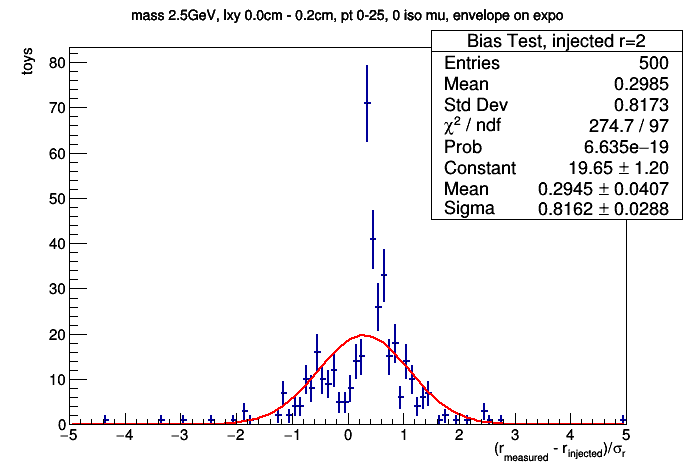 mass 2.5GeV, lxy 0.0cm - 0.2cm, pt 0-25, 0 iso mu, envelope on expo
Bias Test, injected r=2
Entries 500
Mean 0.2985
Std Dev 0.8173
χ² / ndf 274.7 / 97
Prob 6.635e−19
Constant 19.65 ± 1.20
Mean 0.2945 ± 0.0407
Sigma 0.8162 ± 0.0288
toys
80
70
60
50
40
30
20
10
0
−5 −4 −3 −2 −1 0 1 2 3 4 5
(r_measured - r_injected)/σ_r